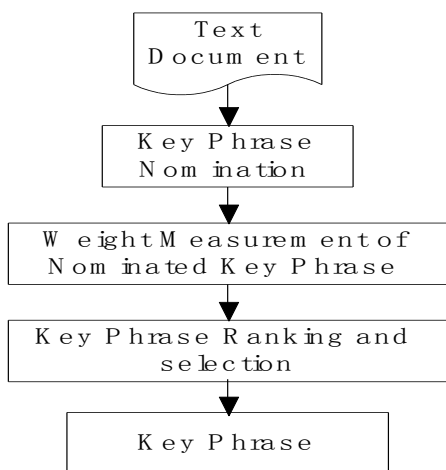 Text
Document
Key Phrase
Nomination
Weight Measurement of
Nominated Key Phrase
Key Phrase Ranking and
selection
Key Phrase